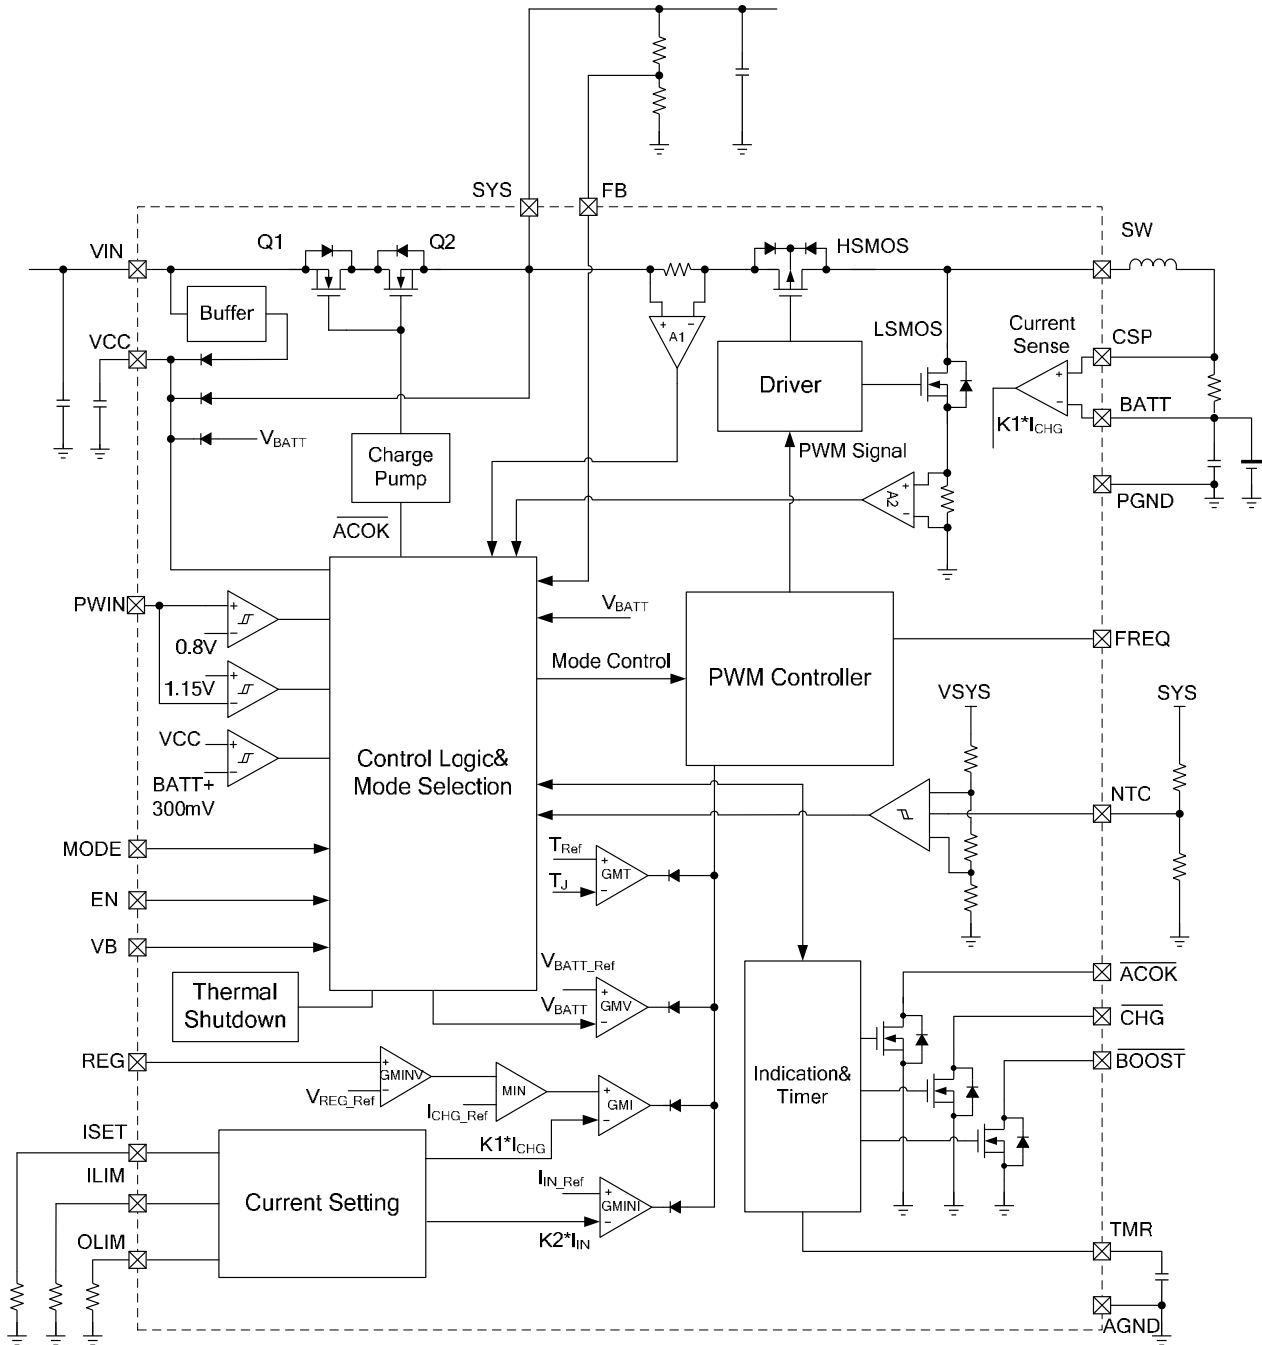 SYS
FB
VIN
Q1
Q2
HSMOS
SW
Buffer
LSMOS
Current
Sense
CSP
VCC
+
−
A1
Driver
+
−
BATT
K1*ICHG
VBATT
Charge
Pump
PWM Signal
+
A2
−
PGND
ACOK
PWIN
+
−
0.8V
VBATT
FREQ
Mode Control
PWM Controller
+
1.15V
−
VSYS
SYS
VCC
+
−
BATT+
300mV
Control Logic&
Mode Selection
NTC
MODE
TRef
+
GMT
TJ
−
EN
VB
VBATT_Ref
ACOK
Thermal
Shutdown
+
VBATT
GMV
−
CHG
REG
+
GMINV
VREG_Ref
−
MIN
ICHG_Ref
+
GMI
−
BOOST
Indication&
Timer
ISET
K1*ICHG
ILIM
IIN_Ref
+
Current Setting
GMINI
−
OLIM
K2*IIN
TMR
AGND